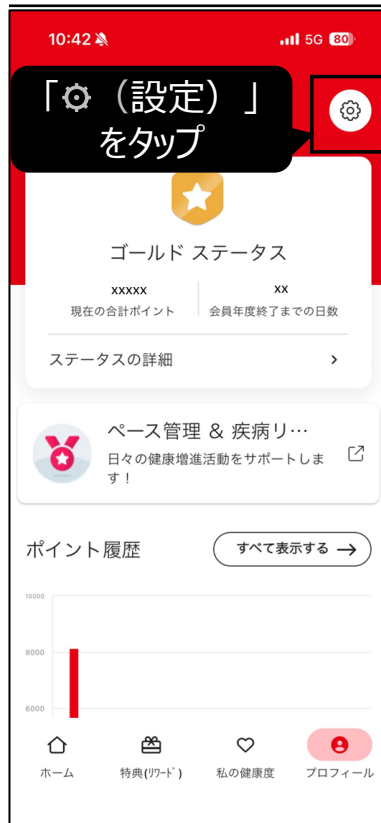 10:42
5G 80
「⚙（設定）」
をタップ
ゴールド ステータス
xxxxx
現在の合計ポイント
xx
会員年度終了までの日数
ステータスの詳細
ペース管理 & 疾病リ…
日々の健康増進活動をサポートしま
す！
ポイント履歴
すべて表示する →
10000
8000
6000
ホーム
特典(ﾘﾜｰﾄﾞ)
私の健康度
プロフィール